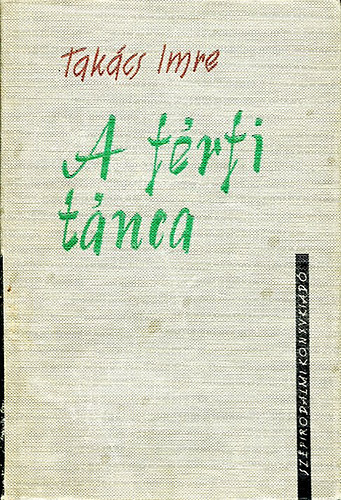 Takács Imre
A férfi
tánca
SZÉPIRODALMI KÖNYVKIADÓ